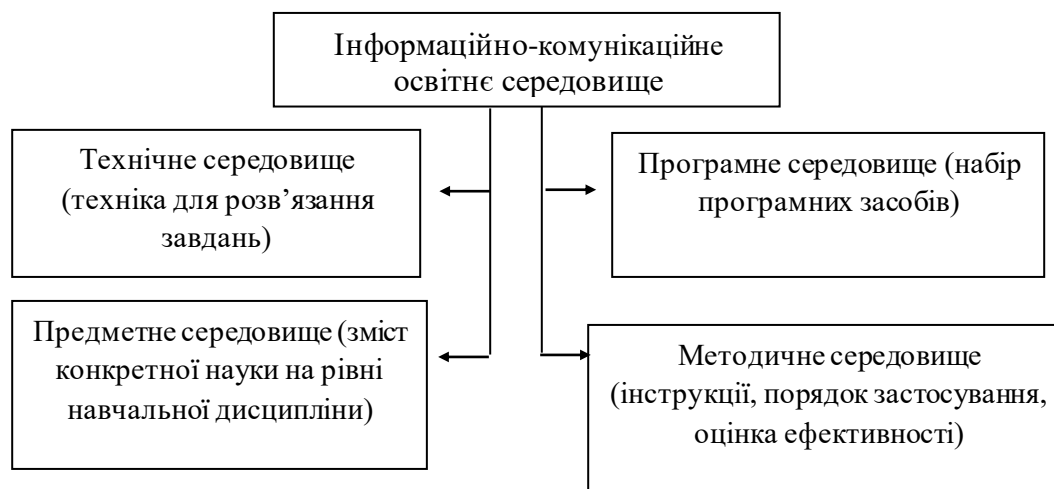 Інформаційно-комунікаційне
освітнє середовище
Технічне середовище
(техніка для розв’язання
завдань)
Програмне середовище (набір
програмних засобів)
Предметне середовище (зміст
конкретної науки на рівні
навчальної дисципліни)
Методичне середовище
(інструкції, порядок застосування,
оцінка ефективності)